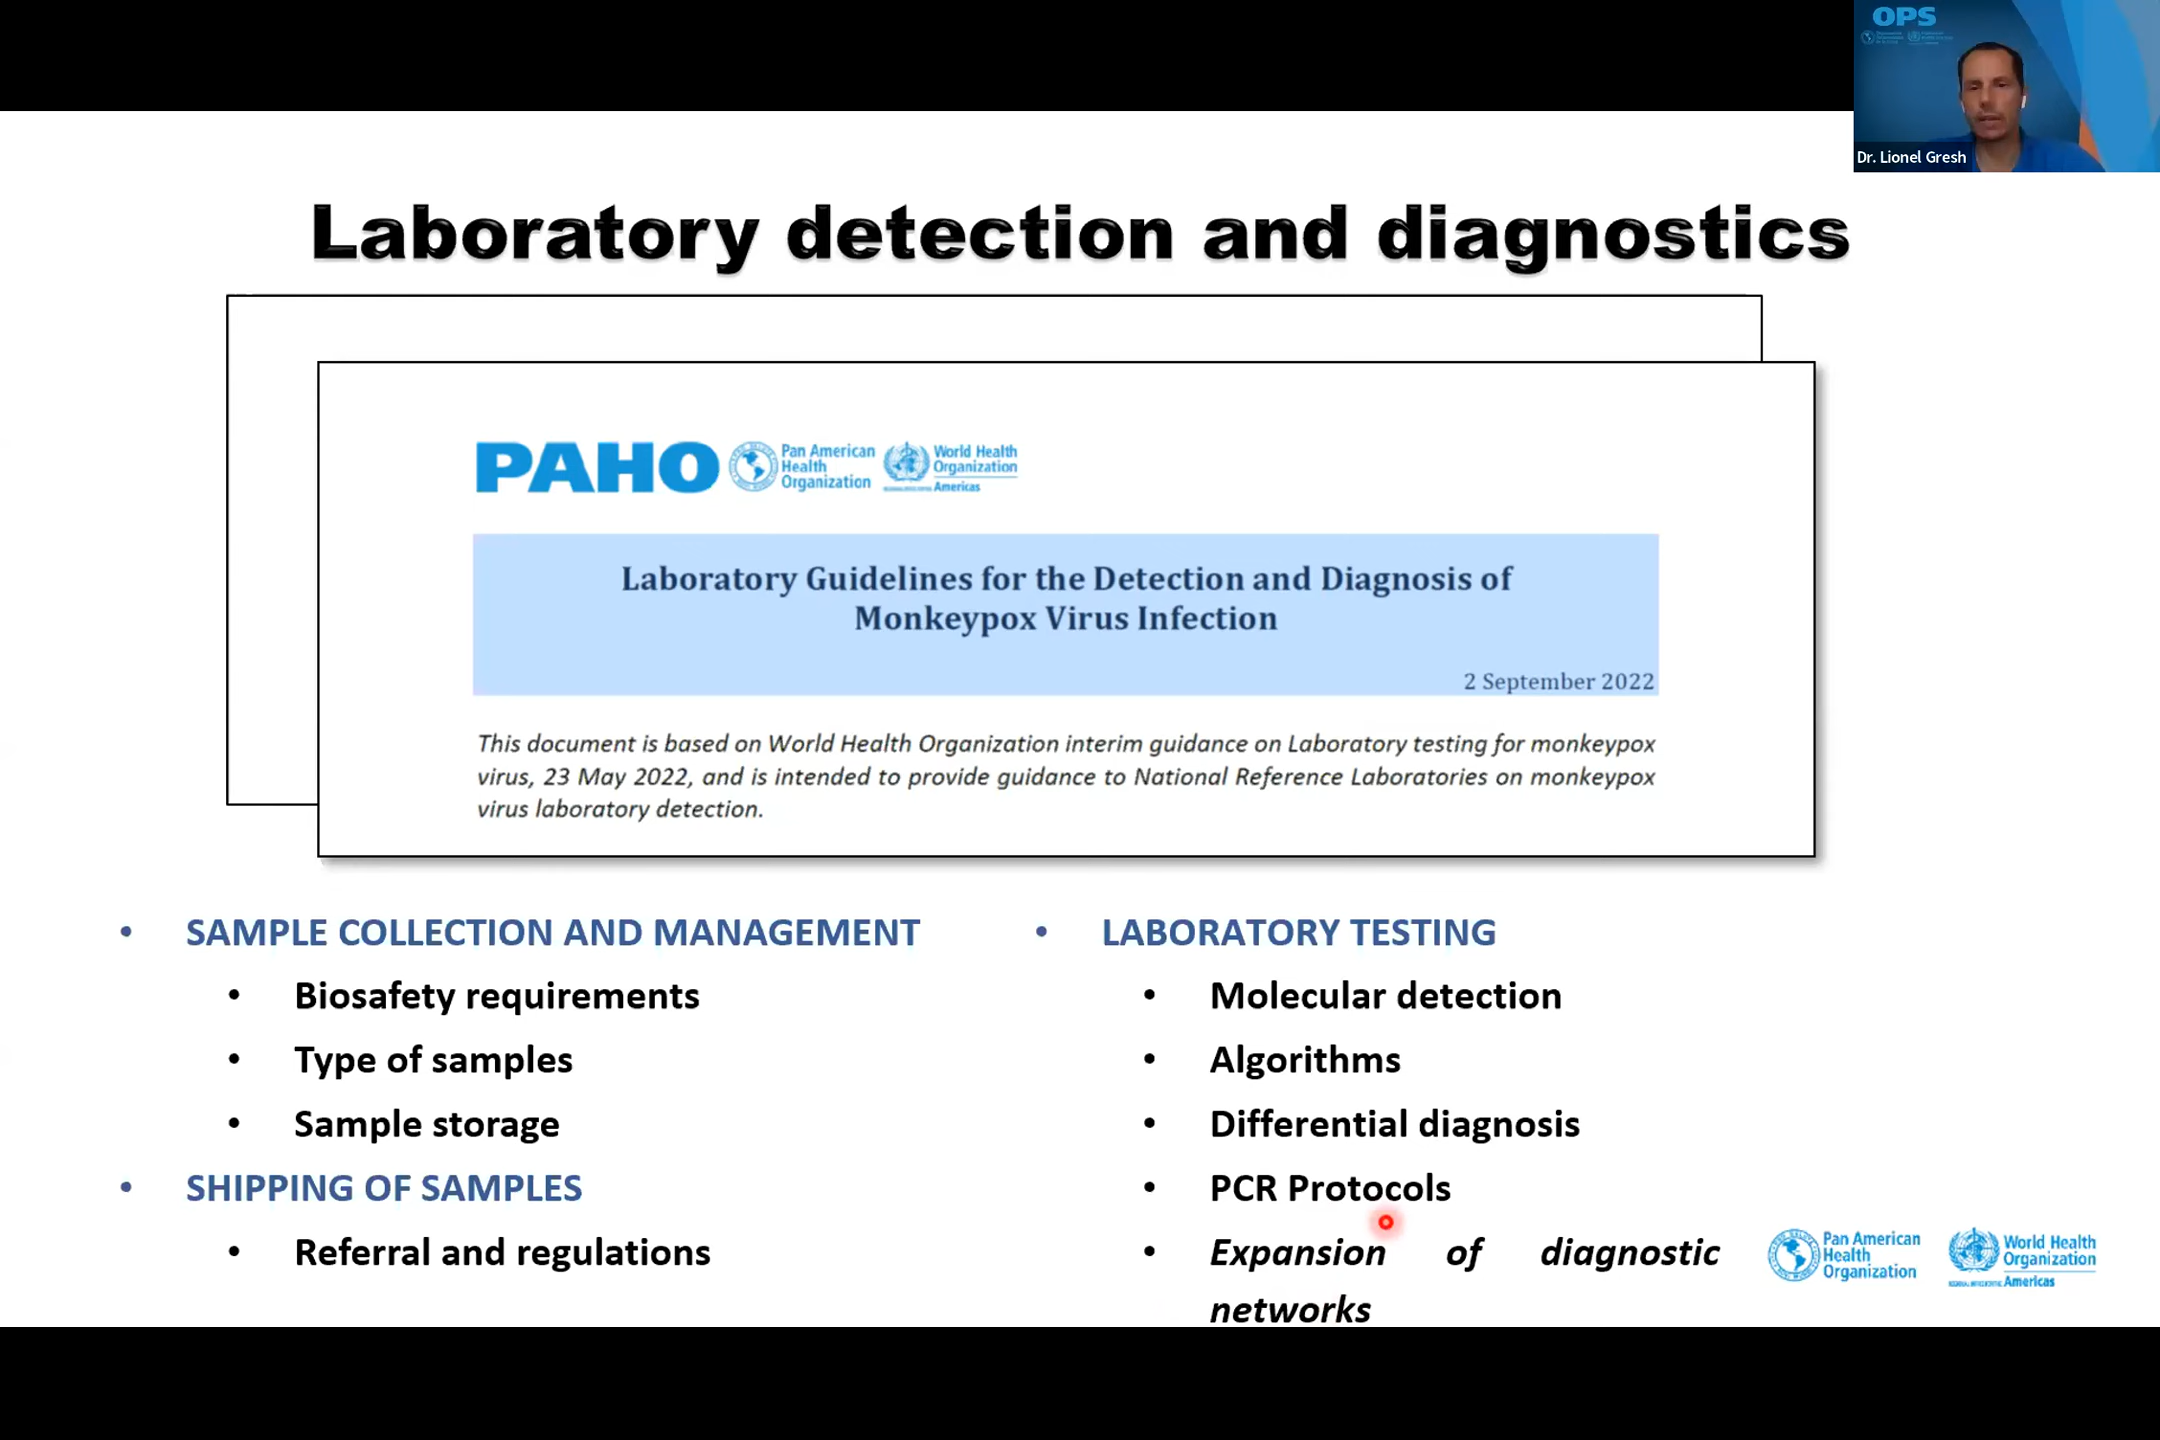 OPS
Dr. Lionel Gresh
Laboratory detection and diagnostics
PAHO
Pan American
Health
Organization
World Health
Organization
Americas
Laboratory Guidelines for the Detection and Diagnosis of
Monkeypox Virus Infection
2 September 2022
This document is based on World Health Organization interim guidance on Laboratory testing for monkeypox
virus, 23 May 2022, and is intended to provide guidance to National Reference Laboratories on monkeypox
virus laboratory detection.
• SAMPLE COLLECTION AND MANAGEMENT
• Biosafety requirements
• Type of samples
• Sample storage
• SHIPPING OF SAMPLES
• Referral and regulations
• LABORATORY TESTING
• Molecular detection
• Algorithms
• Differential diagnosis
• PCR Protocols
• Expansion of diagnostic
networks
Pan American
Health
Organization
World Health
Organization
Americas